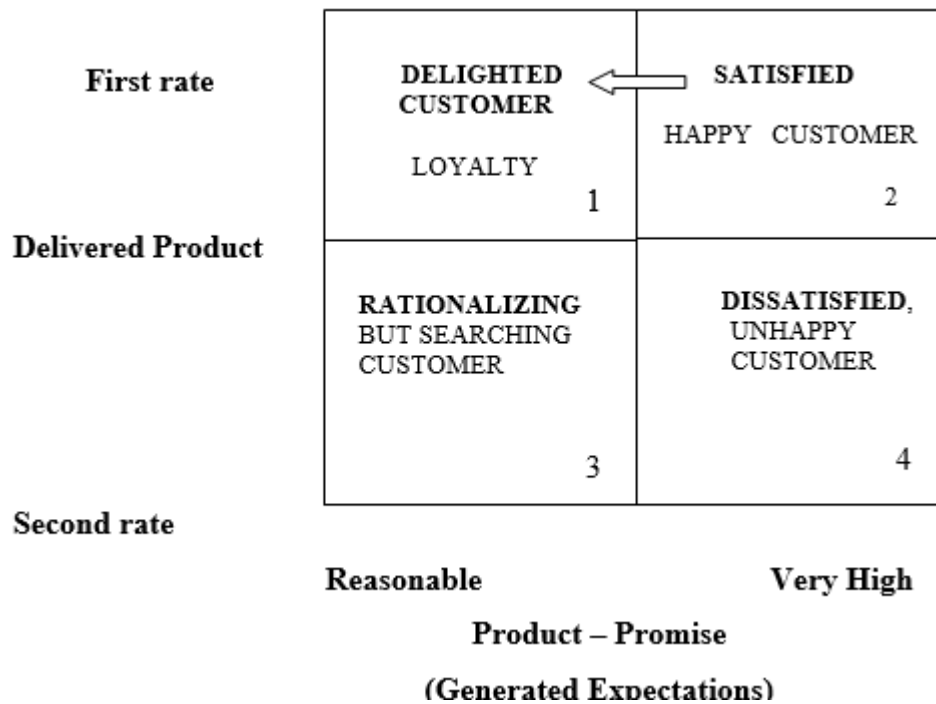 First rate
DELIGHTED
CUSTOMER
LOYALTY
1
SATISFIED
HAPPY CUSTOMER
2
Delivered Product
RATIONALIZING
BUT SEARCHING
CUSTOMER
3
DISSATISFIED,
UNHAPPY
CUSTOMER
4
Second rate
Reasonable
Very High
Product – Promise
(Generated Expectations)